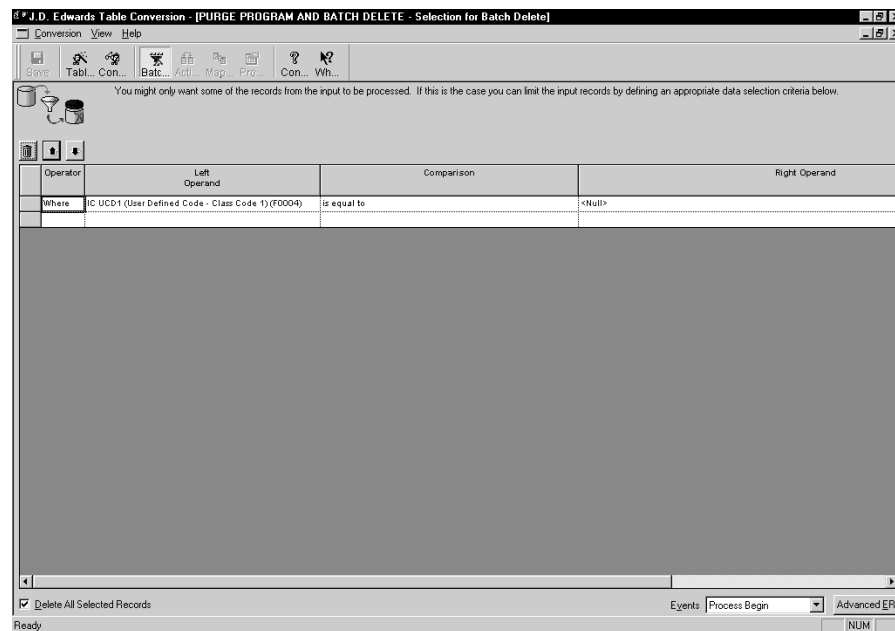 J.D. Edwards Table Conversion - [PURGE PROGRAM AND BATCH DELETE - Selection for Batch Delete]
Conversion View Help
Save Tabl... Con... Batc... Acti... Map... Pro... Con... Wh...
You might only want some of the records from the input to be processed. If this is the case you can limit the input records by defining an appropriate data selection criteria below.
Operator Left Operand Comparison Right Operand
Where IC UCD1 (User Defined Code - Class Code 1) (F0004) is equal to <Null>
Delete All Selected Records Events Process Begin Advanced ER
Ready NUM